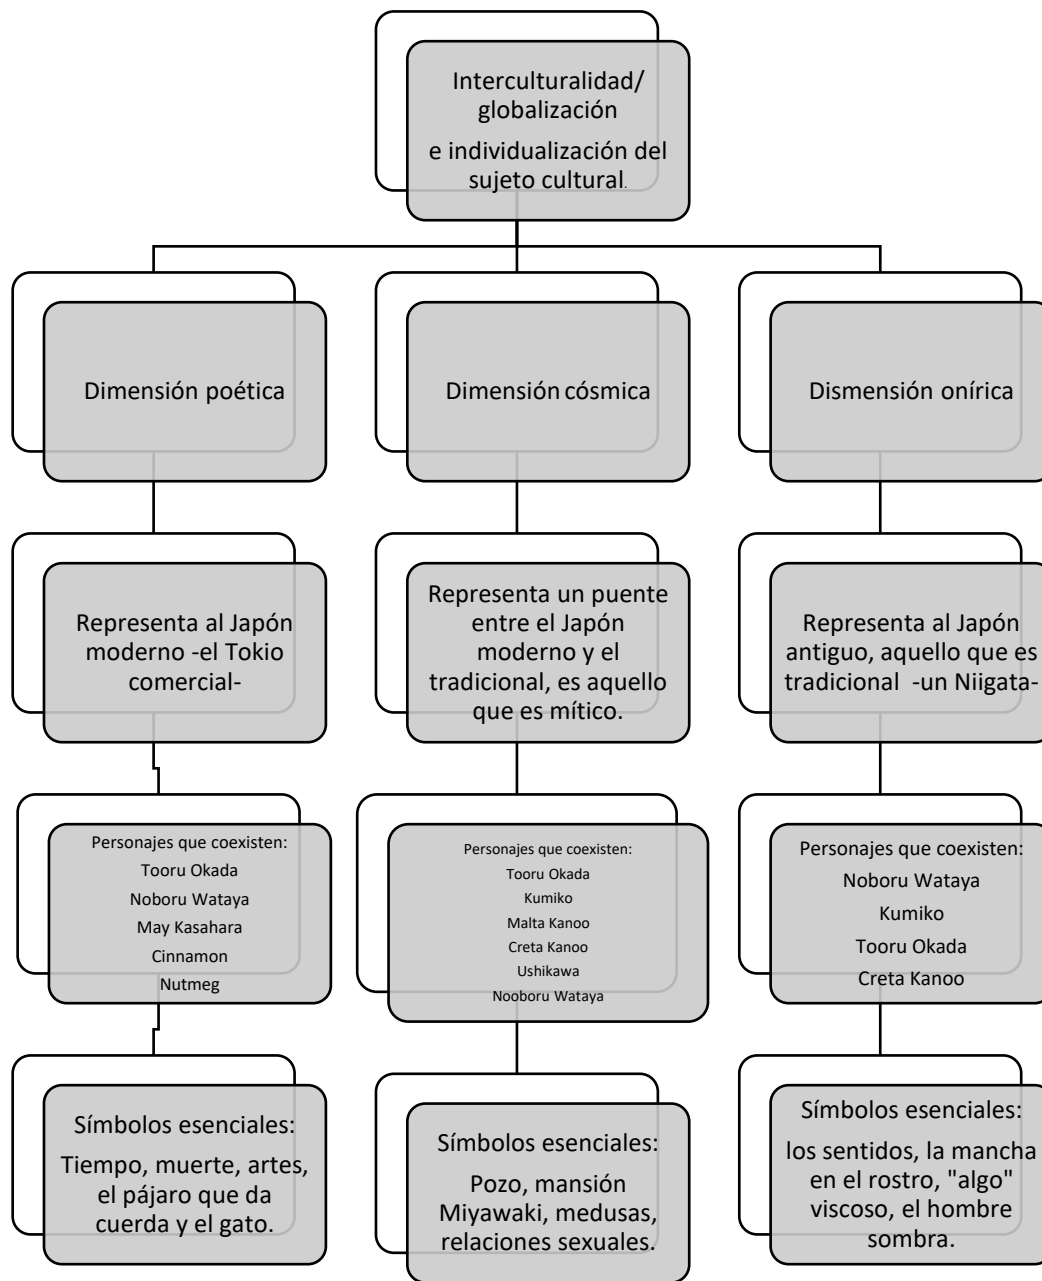 Interculturalidad/
globalización
e individualización del
sujeto cultural.
Dimensión poética
Dimensión cósmica
Dismensión onírica
Representa al Japón
moderno -el Tokio
comercial-
Representa un puente
entre el Japón
moderno y el
tradicional, es aquello
que es mítico.
Representa al Japón
antiguo, aquello que es
tradicional -un Niigata-
Personajes que coexisten:
Tooru Okada
Noboru Wataya
May Kasahara
Cinnamon
Nutmeg
Personajes que coexisten:
Tooru Okada
Kumiko
Malta Kanoo
Creta Kanoo
Ushikawa
Nooboru Wataya
Personajes que coexisten:
Noboru Wataya
Kumiko
Tooru Okada
Creta Kanoo
Símbolos esenciales:
Tiempo, muerte, artes,
el pájaro que da
cuerda y el gato.
Símbolos esenciales:
Pozo, mansión
Miyawaki, medusas,
relaciones sexuales.
Símbolos esenciales:
los sentidos, la mancha
en el rostro, "algo"
viscoso, el hombre
sombra.